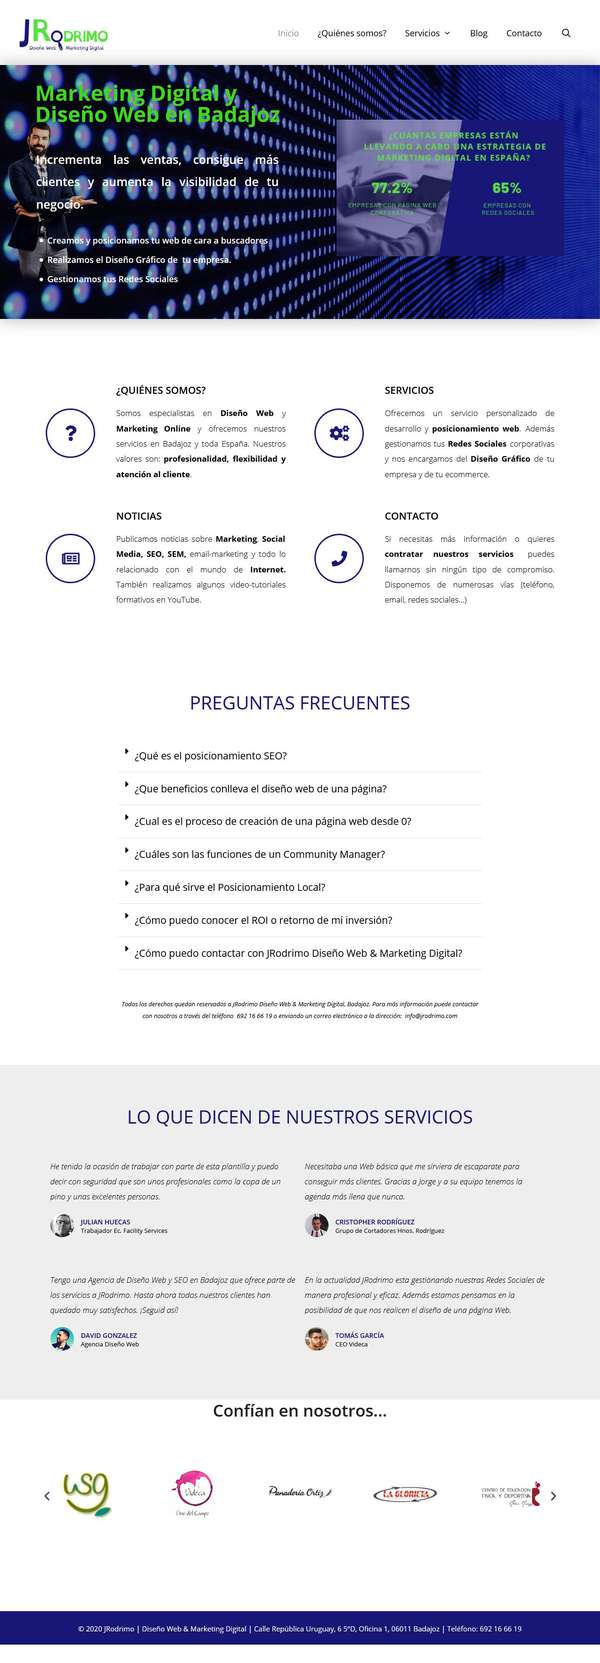 JRODRIMO
Diseño Web & Marketing Digital
Inicio
¿Quiénes somos?
Servicios
Blog
Contacto
Marketing Digital y
Diseño Web en Badajoz
Incrementa las ventas, consigue más
clientes y aumenta la visibilidad de tu
negocio.
Creamos y posicionamos tu web de cara a buscadores
Realizamos el Diseño Gráfico de tu empresa.
Gestionamos tus Redes Sociales
¿CUANTAS EMPRESAS ESTÁN
LLEVANDO A CABO UNA ESTRATEGIA DE
MARKETING DIGITAL EN ESPAÑA?
77.2%
EMPRESAS CON PÁGINA WEB
CORPORATIVA
65%
EMPRESAS CON
REDES SOCIALES
¿QUIÉNES SOMOS?
Somos especialistas en Diseño Web y
Marketing Online y ofrecemos nuestros
servicios en Badajoz y toda España. Nuestros
valores son: profesionalidad, flexibilidad y
atención al cliente.
SERVICIOS
Ofrecemos un servicio personalizado de
desarrollo y posicionamiento web. Además
gestionamos tus Redes Sociales corporativas
y nos encargamos del Diseño Gráfico de tu
empresa y de tu ecommerce.
NOTICIAS
Publicamos noticias sobre Marketing, Social
Media, SEO, SEM, email-marketing y todo lo
relacionado con el mundo de Internet.
También realizamos algunos video-tutoriales
formativos en YouTube.
CONTACTO
Si necesitas más información o quieres
contratar nuestros servicios puedes
llamarnos sin ningún tipo de compromiso.
Disponemos de numerosas vías (teléfono,
email, redes sociales...)
PREGUNTAS FRECUENTES
¿Qué es el posicionamiento SEO?
¿Que beneficios conlleva el diseño web de una página?
¿Cual es el proceso de creación de una página web desde 0?
¿Cuáles son las funciones de un Community Manager?
¿Para qué sirve el Posicionamiento Local?
¿Cómo puedo conocer el ROI o retorno de mi inversión?
¿Cómo puedo contactar con JRodrimo Diseño Web & Marketing Digital?
Todos los derechos quedan reservados a JRodrimo Diseño Web & Marketing Digital, Badajoz. Para más información puede contactar
con nosotros a través del teléfono 692 16 66 19 o enviando un correo electrónico a la dirección: info@jrodrimo.com
LO QUE DICEN DE NUESTROS SERVICIOS
He tenido la ocasión de trabajar con parte de esta plantilla y puedo
decir con seguridad que son unos profesionales como la copa de un
pino y unas excelentes personas.
JULIAN HUECAS
Trabajador Ec. Facility Services
Necesitaba una Web básica que me sirviera de escaparate para
conseguir más clientes. Gracias a Jorge y a su equipo tenemos la
agenda más llena que nunca.
CRISTOPHER RODRÍGUEZ
Grupo de Cortadores Hnos. Rodríguez
Tengo una Agencia de Diseño Web y SEO en Badajoz que ofrece parte de
los servicios a JRodrimo. Hasta ahora todos nuestros clientes han
quedado muy satisfechos. ¡Seguid así!
DAVID GONZALEZ
Agencia Diseño Web
En la actualidad JRodrimo esta gestionando nuestras Redes Sociales de
manera profesional y eficaz. Además estamos pensamos en la
posibilidad de que nos realicen el diseño de una página Web.
TOMÁS GARCÍA
CEO Videca
Confían en nosotros...
wsg
Videca
Vino del Campo
Panadería Ortiz
LA GLORIETA
CENTRO DE EDUCACION
FISICA Y DEPORTIVA
© 2020 JRodrimo | Diseño Web & Marketing Digital | Calle República Uruguay, 6 5ºD, Oficina 1, 06011 Badajoz | Teléfono: 692 16 66 19